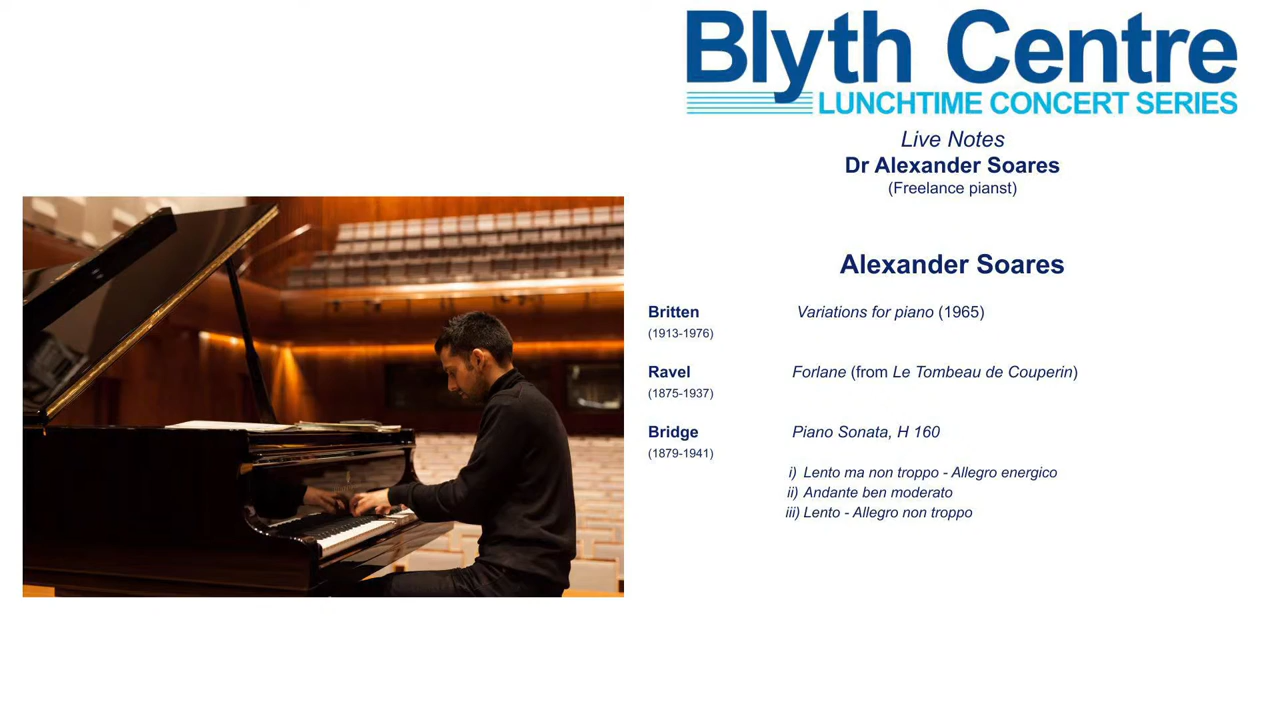 Blyth Centre
LUNCHTIME CONCERT SERIES
Live Notes
Dr Alexander Soares
(Freelance pianst)
Alexander Soares
Britten Variations for piano (1965)
(1913-1976)
Ravel Forlane (from Le Tombeau de Couperin)
(1875-1937)
Bridge Piano Sonata, H 160
(1879-1941)
i) Lento ma non troppo - Allegro energico
ii) Andante ben moderato
iii) Lento - Allegro non troppo